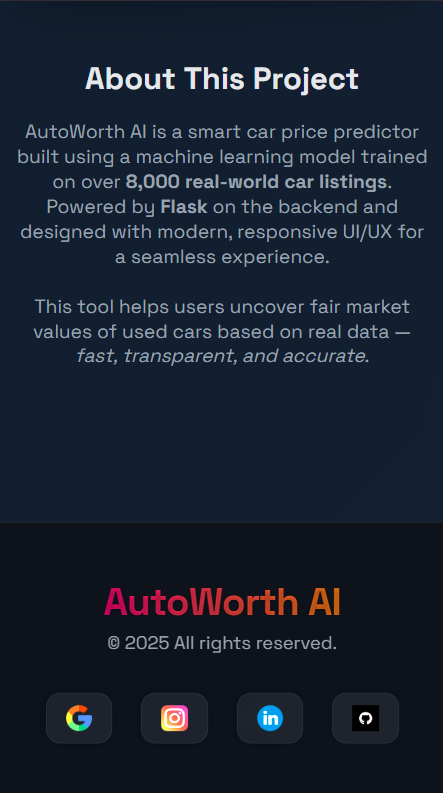 About This Project
AutoWorth AI is a smart car price predictor
built using a machine learning model trained
on over 8,000 real-world car listings.
Powered by Flask on the backend and
designed with modern, responsive UI/UX for
a seamless experience.
This tool helps users uncover fair market
values of used cars based on real data —
fast, transparent, and accurate.
AutoWorth AI
© 2025 All rights reserved.